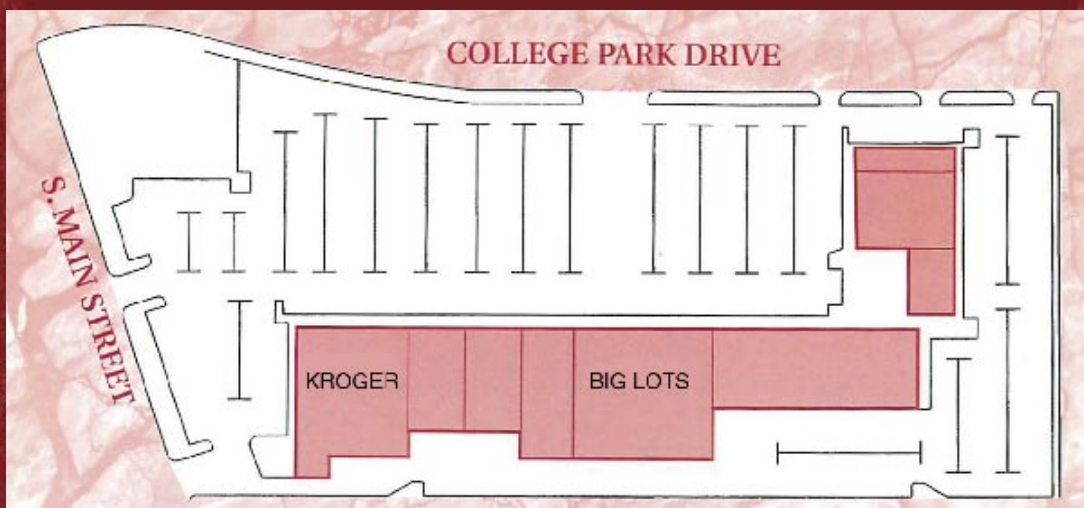 COLLEGE PARK DRIVE
S. MAIN STREET
KROGER
BIG LOTS